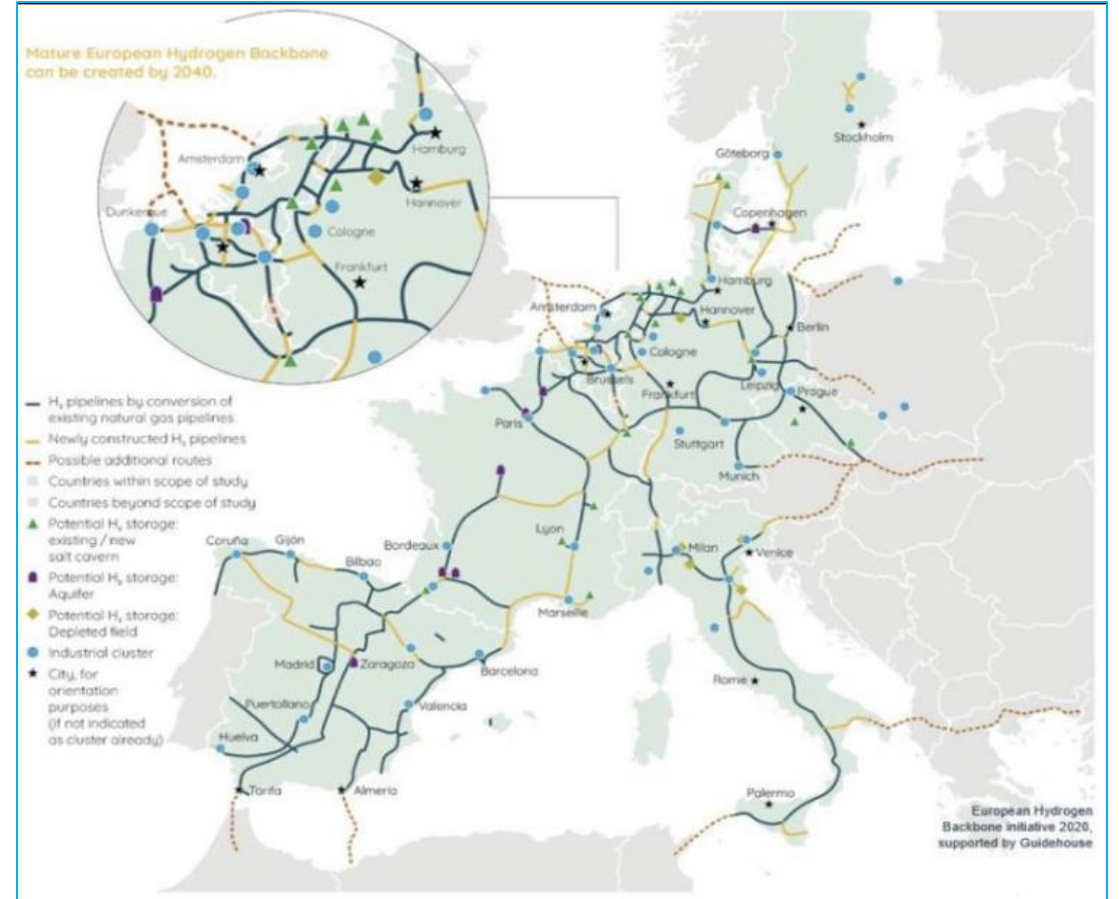 Mature European Hydrogen Backbone
can be created by 2040.
Amsterdam
Hamburg
Hannover
Dunkerque
Cologne
Frankfurt
H₂ pipelines by conversion of
existing natural gas pipelines
Newly constructed H₂ pipelines
Possible additional routes
Countries within scope of study
Countries beyond scope of study
Potential H₂ storage:
existing / new
salt cavern
Potential H₂ storage:
Aquifer
Potential H₂ storage:
Depleted field
Industrial cluster
City, for
orientation
purposes
(if not indicated
as cluster already)
Stockholm
Göteborg
Copenhagen
Hamburg
Amsterdam
Hannover
Berlin
Cologne
Brussels
Leipzig
Prague
Frankfurt
Paris
Stuttgart
Munich
Lyon
Milan
Venice
Bordeaux
Coruña
Gijón
Bilbao
Marseille
Madrid
Zaragoza
Barcelona
Rome
Puertollano
Valencia
Huelva
Tarifa
Almería
Palermo
European Hydrogen
Backbone initiative 2020,
supported by Guidehouse